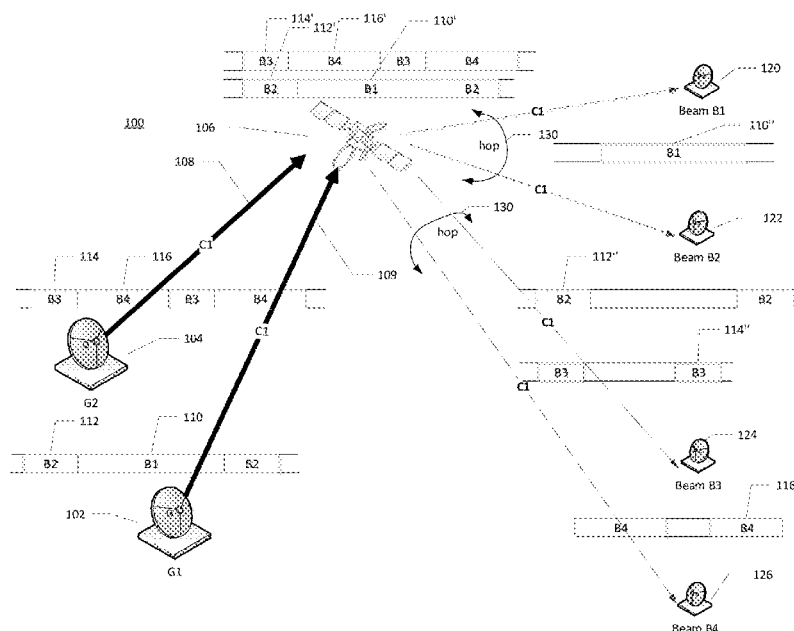 114' 116' 110'
112'
B3 B4 B3 B4
B2 B1 B2
100
106
108
120
C1
Beam B1
130
hop
110''
B1
C1
122
Beam B2
130
hop
109
114 116
C1
B3 B4 B3 B4
104
G2
C1
112''
B2 B2
C1
114''
B3 B3
C1
112 110
B2 B1 B2
102
G1
124
Beam B3
116
B4 B4
126
Beam B4